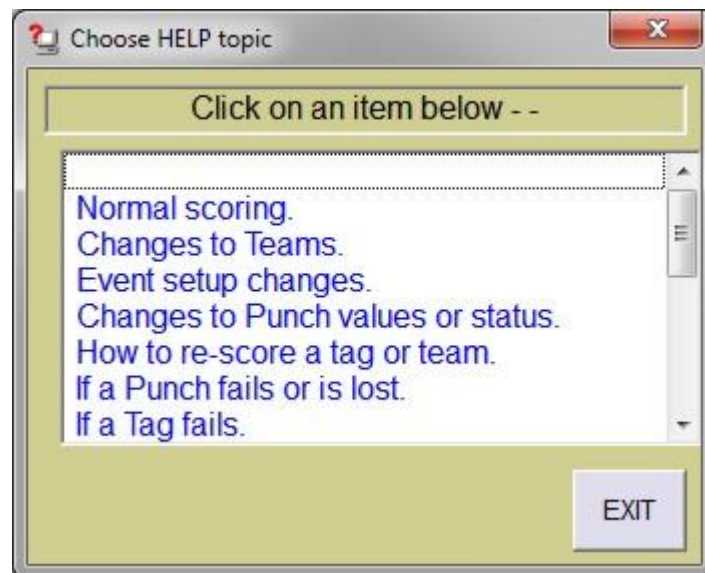 Choose HELP topic
Click on an item below - -
Normal scoring.
Changes to Teams.
Event setup changes.
Changes to Punch values or status.
How to re-score a tag or team.
If a Punch fails or is lost.
If a Tag fails.
EXIT